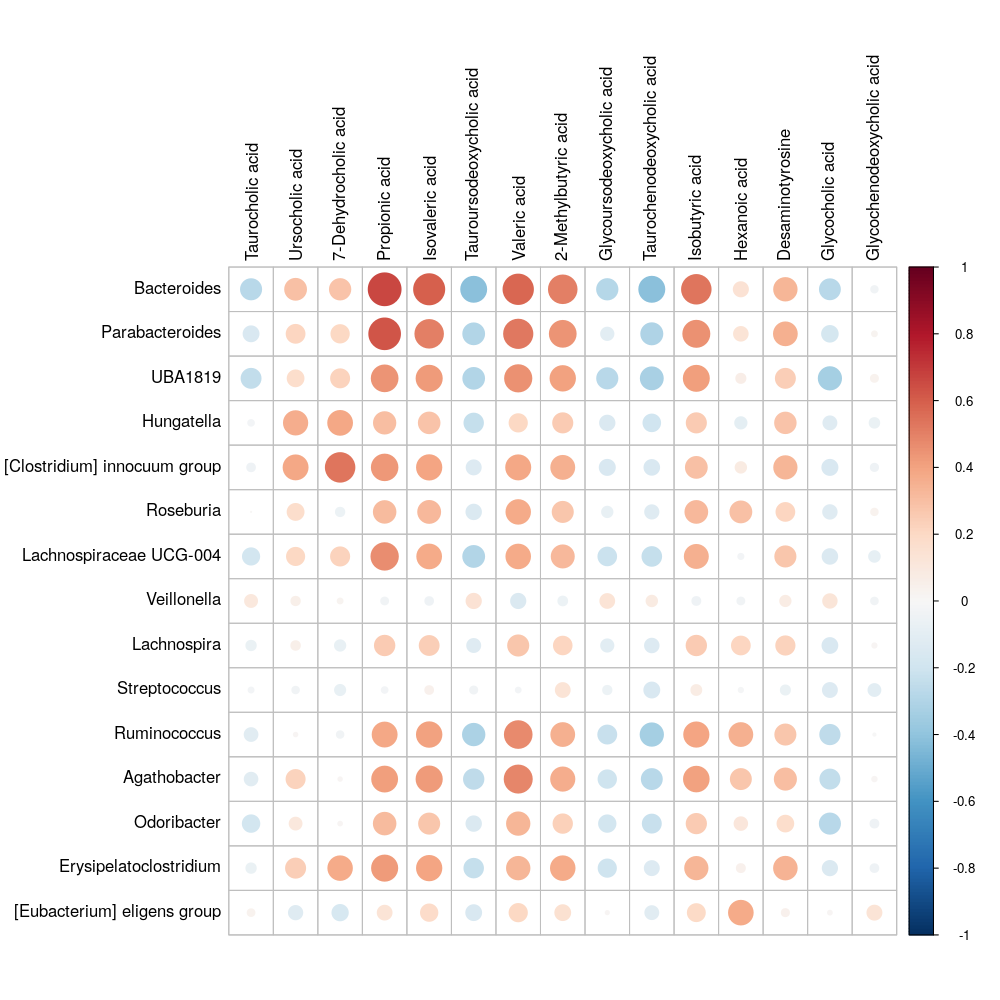 Taurocholic acid
Ursocholic acid
7-Dehydrocholic acid
Propionic acid
Isovaleric acid
Tauroursodeoxycholic acid
Valeric acid
2-Methylbutyric acid
Glycoursodeoxycholic acid
Taurochenodeoxycholic acid
Isobutyric acid
Hexanoic acid
Desaminotyrosine
Glycocholic acid
Glycochenodeoxycholic acid
Bacteroides
Parabacteroides
UBA1819
Hungatella
[Clostridium] innocuum group
Roseburia
Lachnospiraceae UCG-004
Veillonella
Lachnospira
Streptococcus
Ruminococcus
Agathobacter
Odoribacter
Erysipelatoclostridium
[Eubacterium] eligens group
1
0.8
0.6
0.4
0.2
0
-0.2
-0.4
-0.6
-0.8
-1